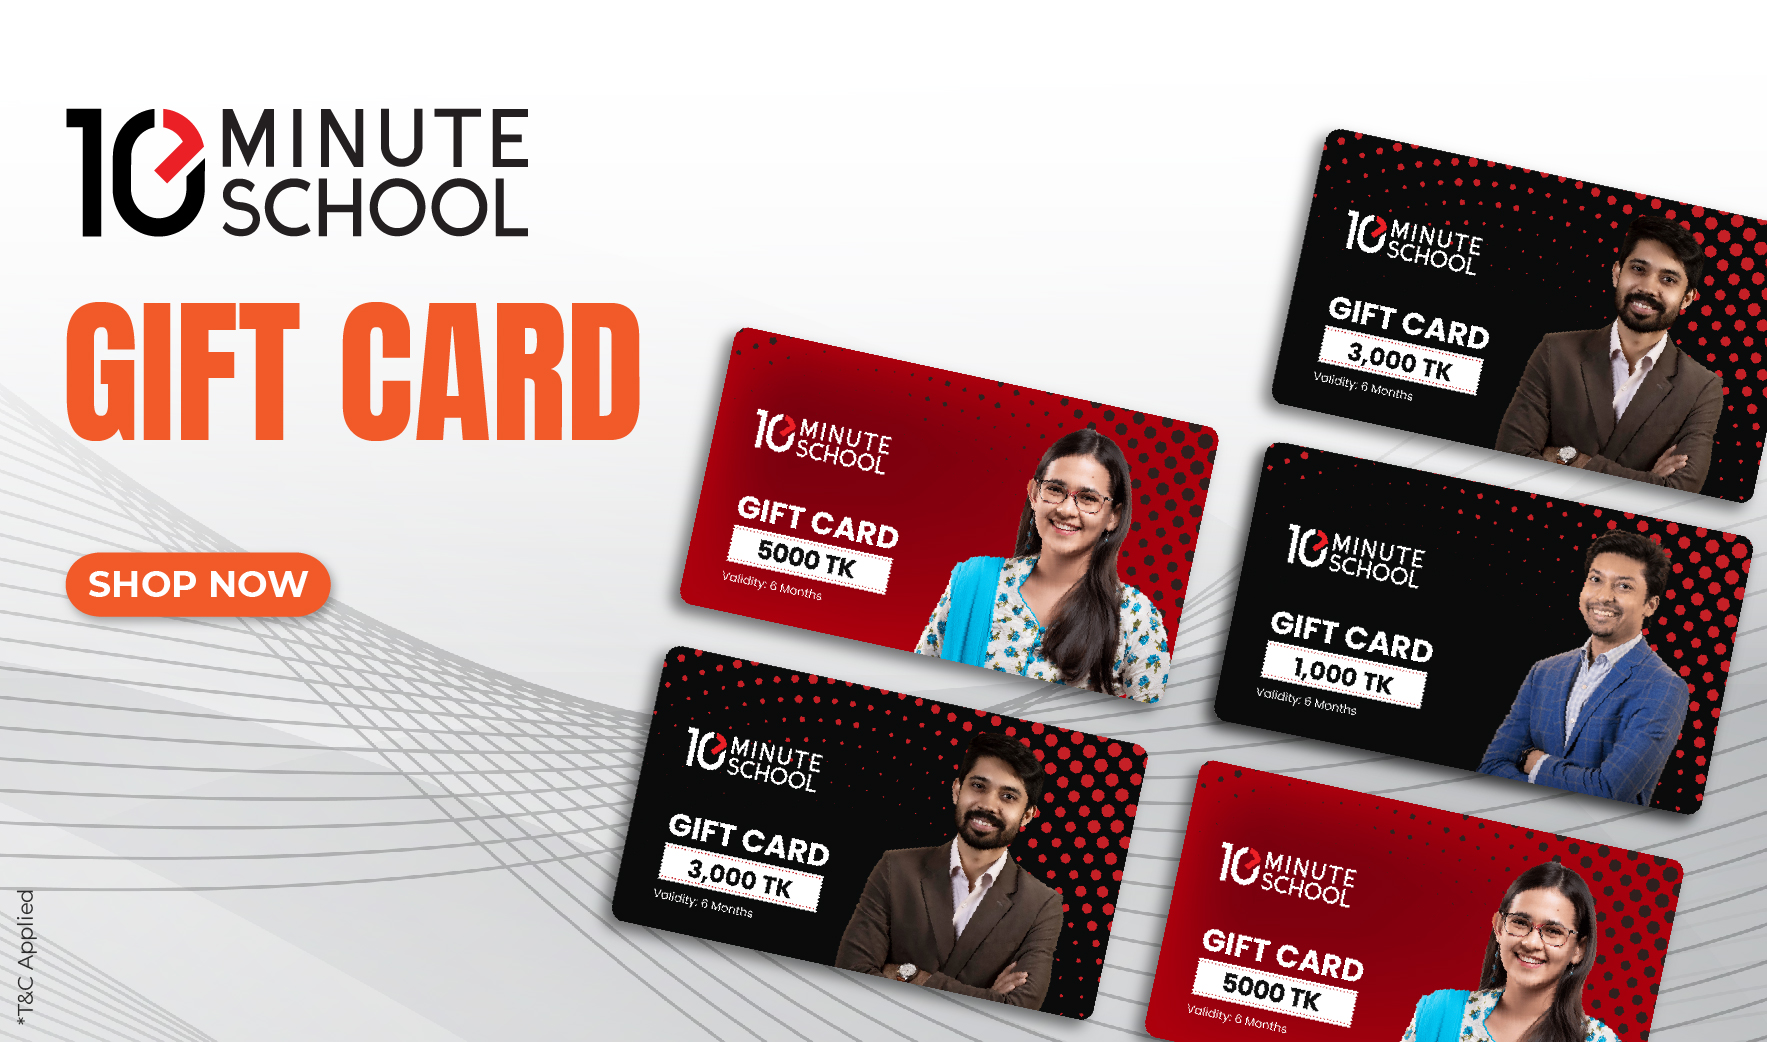 10 MINUTE
SCHOOL
GIFT CARD
SHOP NOW
*T&C Applied
10 MINUTE
SCHOOL
GIFT CARD
5000 TK
Validity: 6 Months
10 MINUTE
SCHOOL
GIFT CARD
3,000 TK
Validity: 6 Months
10 MINUTE
SCHOOL
GIFT CARD
3,000 TK
Validity: 6 Months
10 MINUTE
SCHOOL
GIFT CARD
1,000 TK
Validity: 6 Months
10 MINUTE
SCHOOL
GIFT CARD
5000 TK
Validity: 6 Months